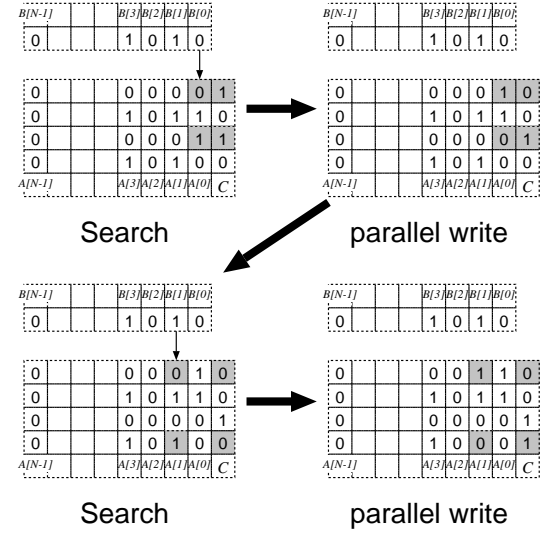 B[N-1] B[3] B[2] B[1] B[0]
0 1 0 1 0
0 0 0 0 0 1
0 1 0 1 1 0
0 0 0 0 1 1
0 1 0 1 0 0
A[N-1] A[3] A[2] A[1] A[0] C
Search
B[N-1] B[3] B[2] B[1] B[0]
0 1 0 1 0
0 0 0 0 1 0
0 1 0 1 1 0
0 0 0 0 0 1
0 1 0 1 0 0
A[N-1] A[3] A[2] A[1] A[0] C
parallel write
B[N-1] B[3] B[2] B[1] B[0]
0 1 0 1 0
0 0 0 0 1 0
0 1 0 1 1 0
0 0 0 0 0 1
0 1 0 1 0 0
A[N-1] A[3] A[2] A[1] A[0] C
Search
B[N-1] B[3] B[2] B[1] B[0]
0 1 0 1 0
0 0 0 1 1 0
0 1 0 1 1 0
0 0 0 0 0 1
0 1 0 0 0 1
A[N-1] A[3] A[2] A[1] A[0] C
parallel write